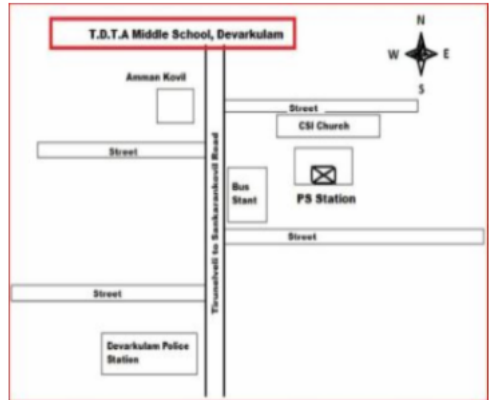 T.D.T.A Middle School, Devarkulam
N
W
E
S
Amman Kovil
Street
CSI Church
Street
Bus
Stant
PS Station
Tirunelveli to Sankarankovil Road
Street
Street
Devarkulam Police
Station